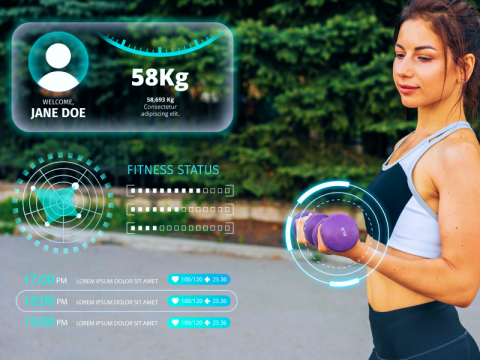 58Kg
58,693 Kg
Consectetur
adipiscing elit.
WELCOME,
JANE DOE
FITNESS STATUS
17:00 PM LOREM IPSUM DOLOR SIT AMET 100/120 25.36
18:00 PM LOREM IPSUM DOLOR SIT AMET 100/120 25.36
19:00 PM LOREM IPSUM DOLOR SIT AMET 100/120 25.36